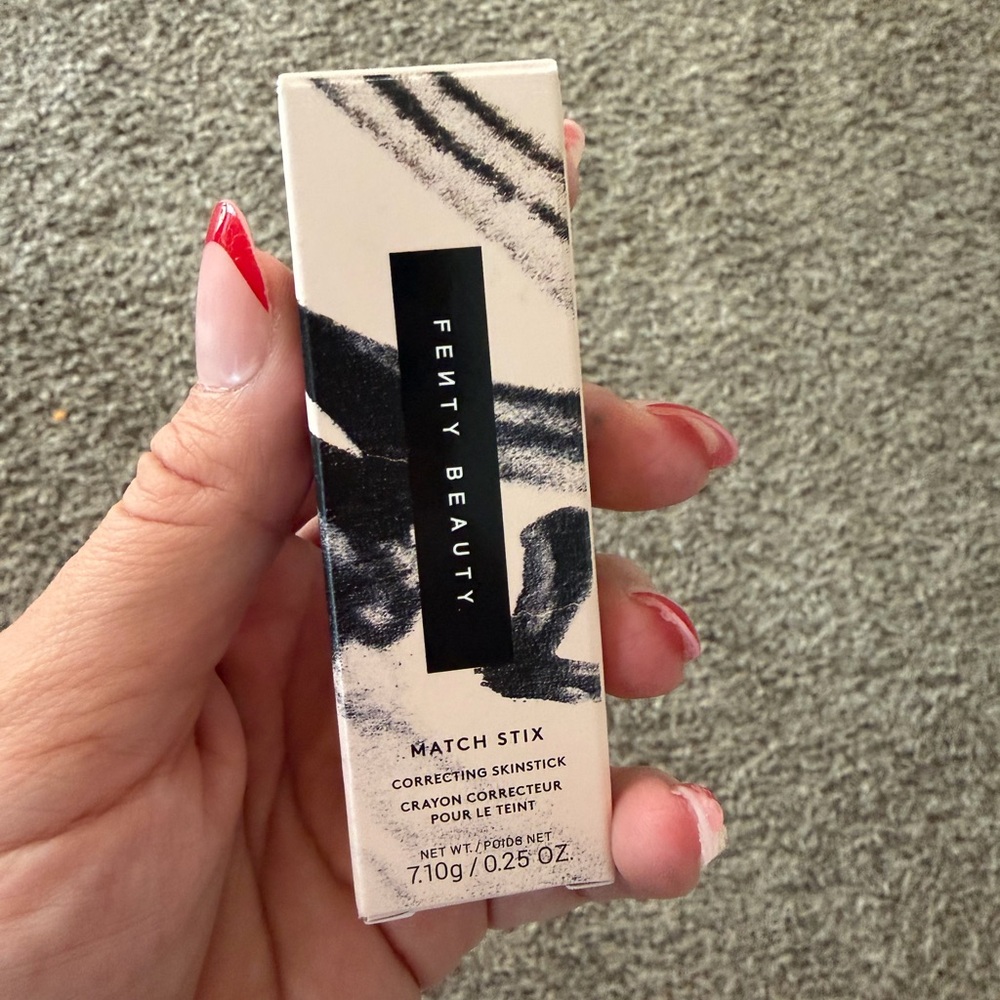 FEИTY BEAUTY.
MATCH STIX
CORRECTING SKINSTICK
CRAYON CORRECTEUR
POUR LE TEINT
NET WT. / POIDS NET
7.10g / 0.25 OZ.